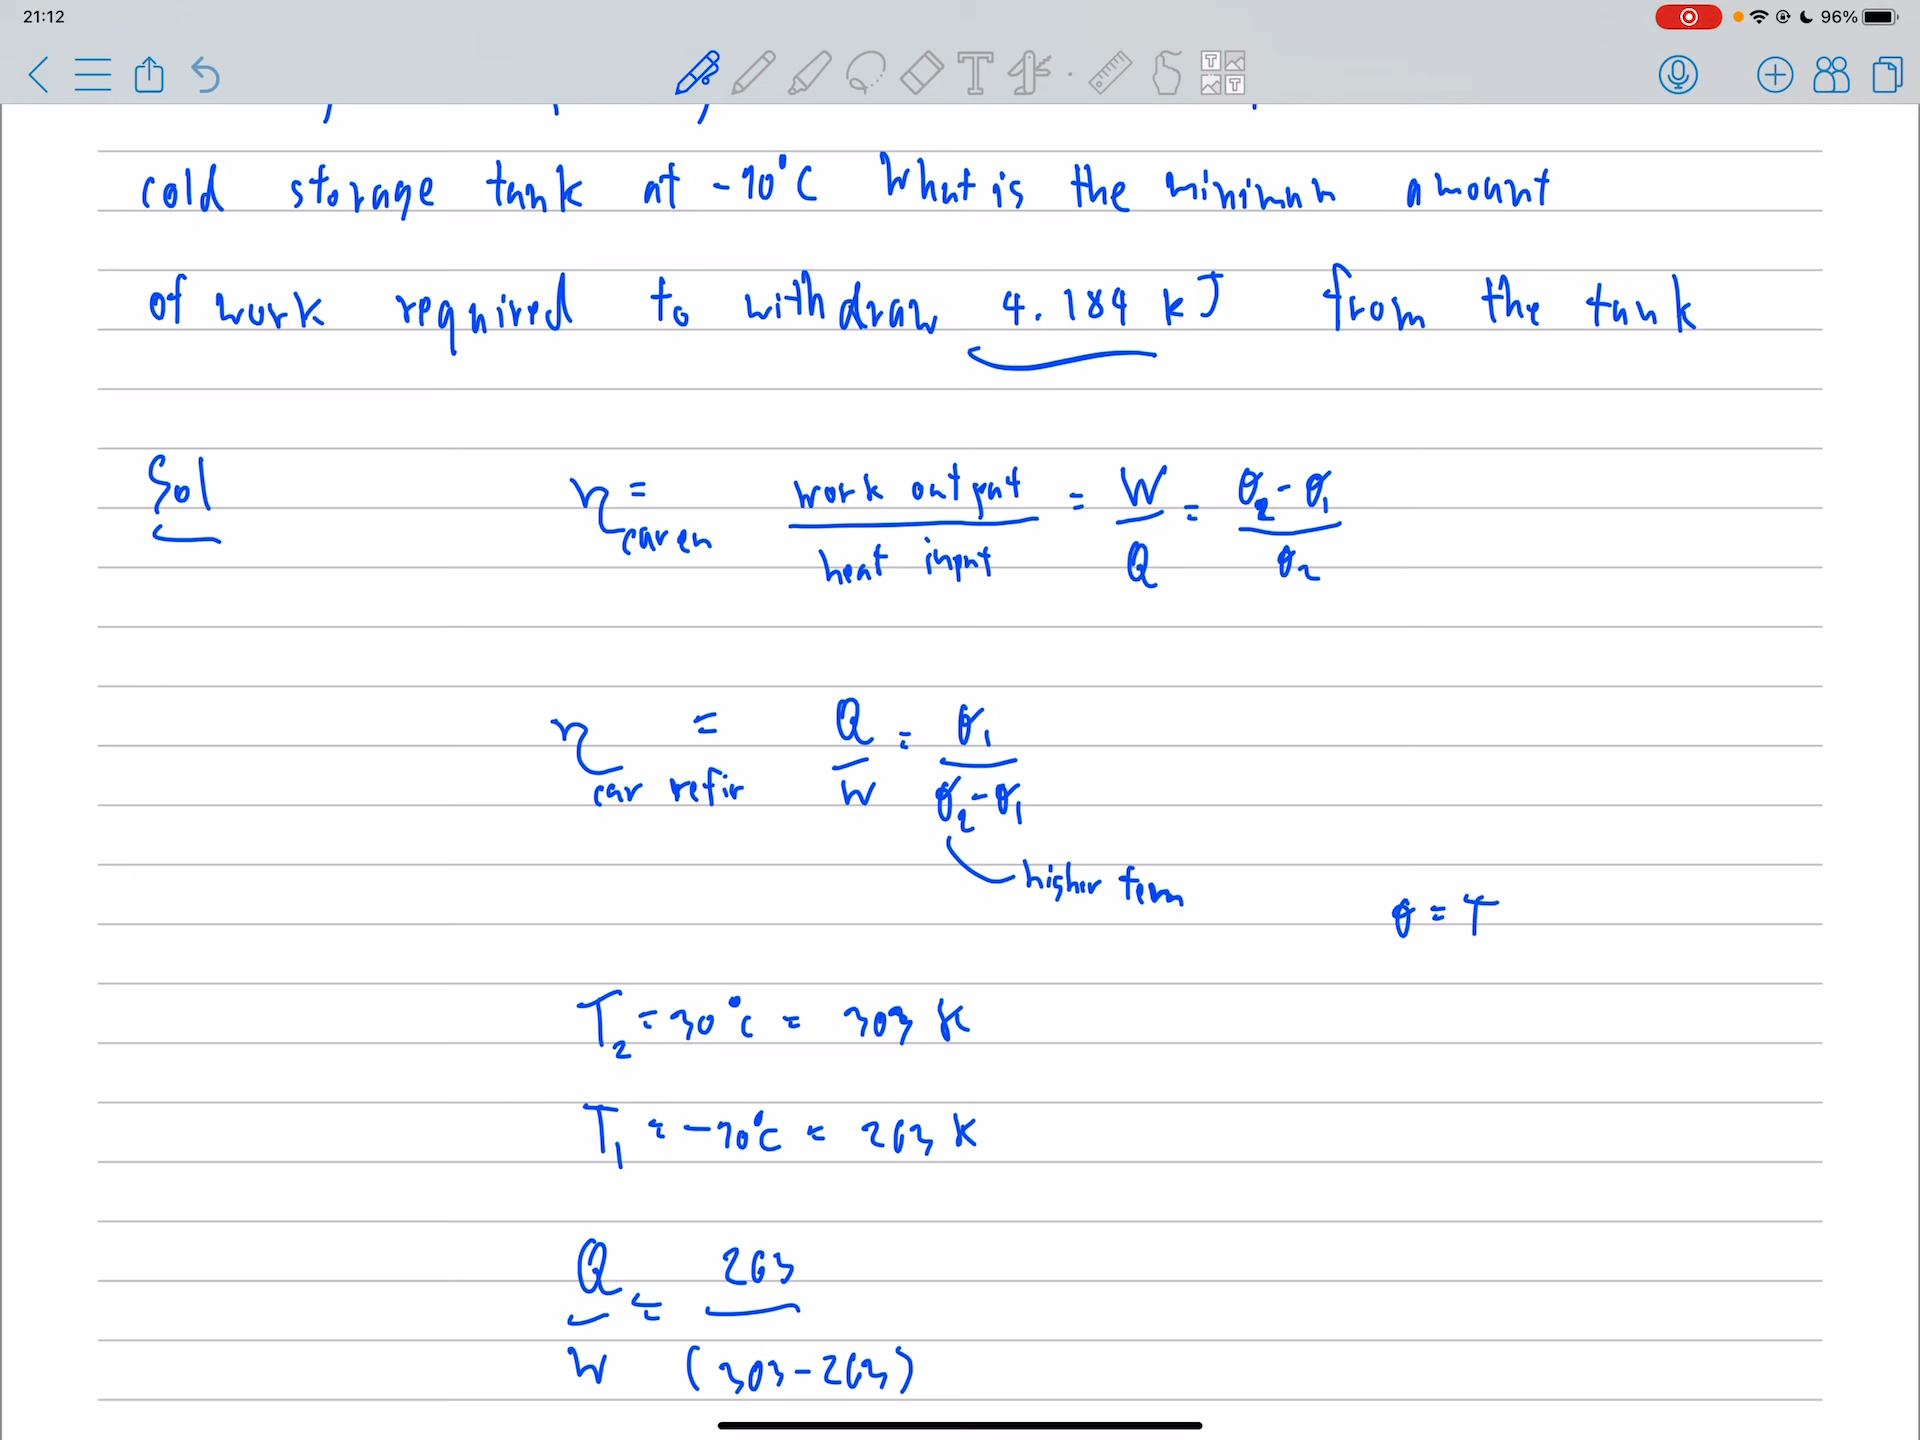 21:12
96%
cold storage tank at -10°C What is the minimum amount
of work required to withdraw 4.184 kJ from the tank
Sol η caren = work output / heat input = W / Q = (θ₂ - θ₁) / θ₂
η car refir = Q / W = θ₁ / (θ₂ - θ₁)
higher tem
θ = T
T₂ = 30°C = 303 K
T₁ = -10°C = 263 K
Q / W = 263 / (303 - 263)